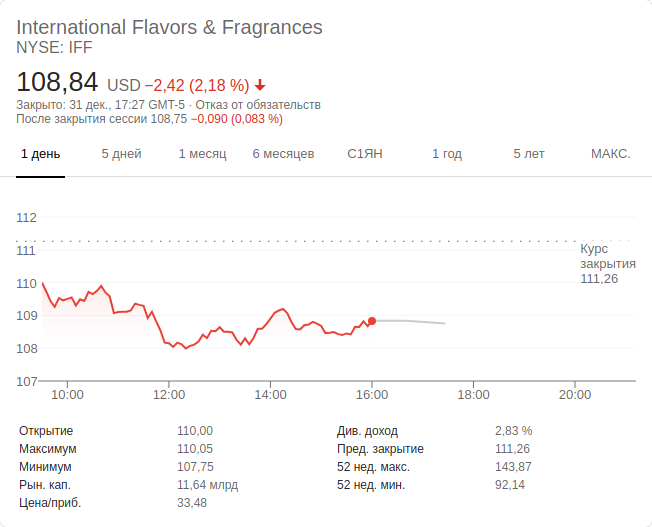 International Flavors & Fragrances
NYSE: IFF
108,84 USD −2,42 (2,18 %)
Закрыто: 31 дек., 17:27 GMT-5 · Отказ от обязательств
После закрытия сессии 108,75 −0,090 (0,083 %)
1 день 5 дней 1 месяц 6 месяцев С1ЯН 1 год 5 лет МАКС.
112
111
110
109
108
107
Курс
закрытия
111,26
10:00 12:00 14:00 16:00 18:00 20:00
Открытие 110,00 Див. доход 2,83 %
Максимум 110,05 Пред. закрытие 111,26
Минимум 107,75 52 нед. макс. 143,87
Рын. кап. 11,64 млрд 52 нед. мин. 92,14
Цена/приб. 33,48